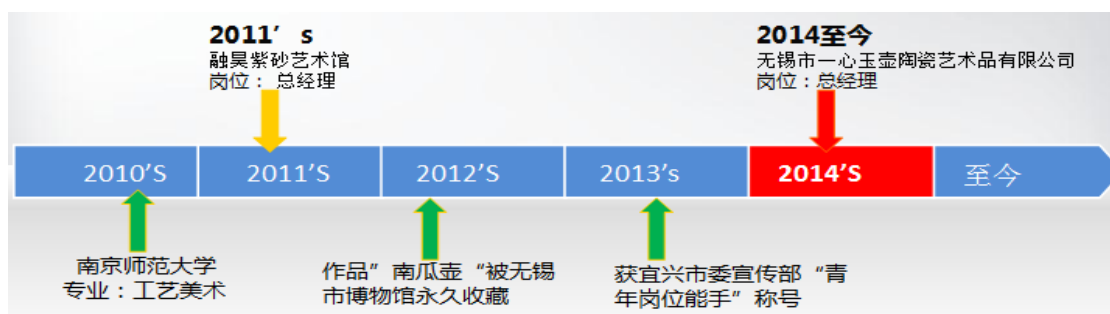 2011’ s
融昊紫砂艺术馆
岗位： 总经理
2014至今
无锡市一心玉壶陶瓷艺术品有限公司
岗位：总经理
2010’S
2011’S
2012’S
2013’s
2014’S
至今
南京师范大学
专业：工艺美术
作品”南瓜壶“被无锡
市博物馆永久收藏
获宜兴市委宣传部“青
年岗位能手”称号